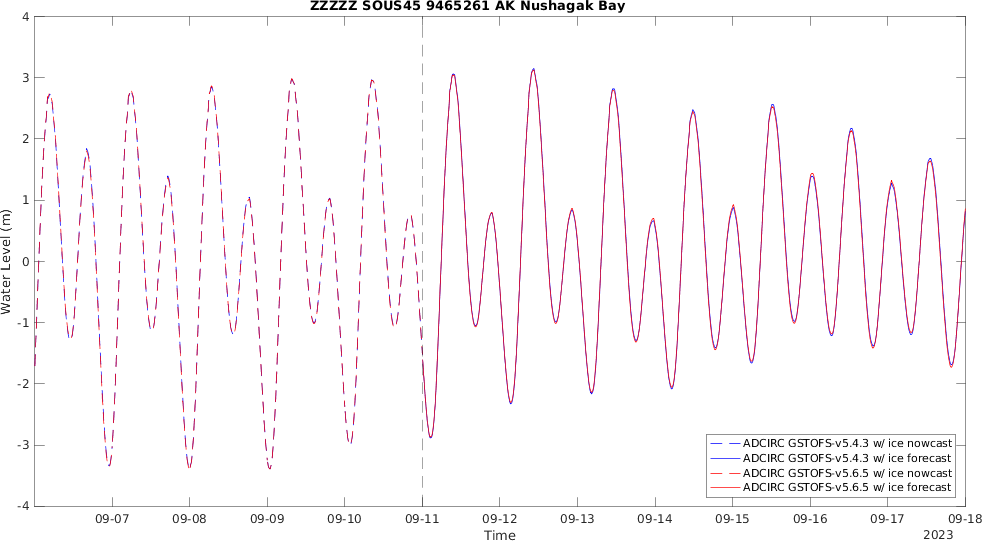 ZZZZZ SOUS45 9465261 AK Nushagak Bay
4
3
2
1
0
-1
-2
-3
-4
Water Level (m)
09-07 09-08 09-09 09-10 09-11 09-12 09-13 09-14 09-15 09-16 09-17 09-18
2023
Time
ADCIRC GSTOFS-v5.4.3 w/ ice nowcast
ADCIRC GSTOFS-v5.4.3 w/ ice forecast
ADCIRC GSTOFS-v5.6.5 w/ ice nowcast
ADCIRC GSTOFS-v5.6.5 w/ ice forecast